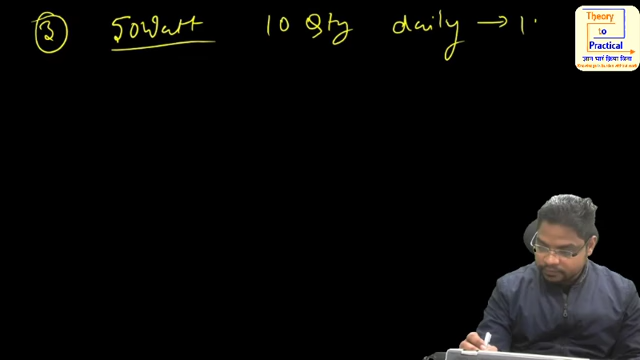 ③ 50Watt 10 Qty daily → 1
Theory
to
Practical
ज्ञानं भारं क्रियां विना